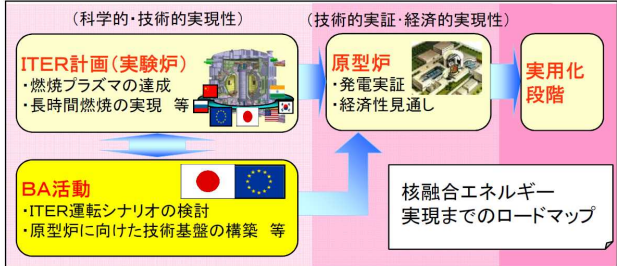 (科学的・技術的実現性)
(技術的実証・経済的実現性)
ITER計画(実験炉)
・燃焼プラズマの達成
・長時間燃焼の実現 等
原型炉
・発電実証
・経済性見通し
実用化
段階
BA活動
・ITER運転シナリオの検討
・原型炉に向けた技術基盤の構築 等
核融合エネルギー
実現までのロードマップ